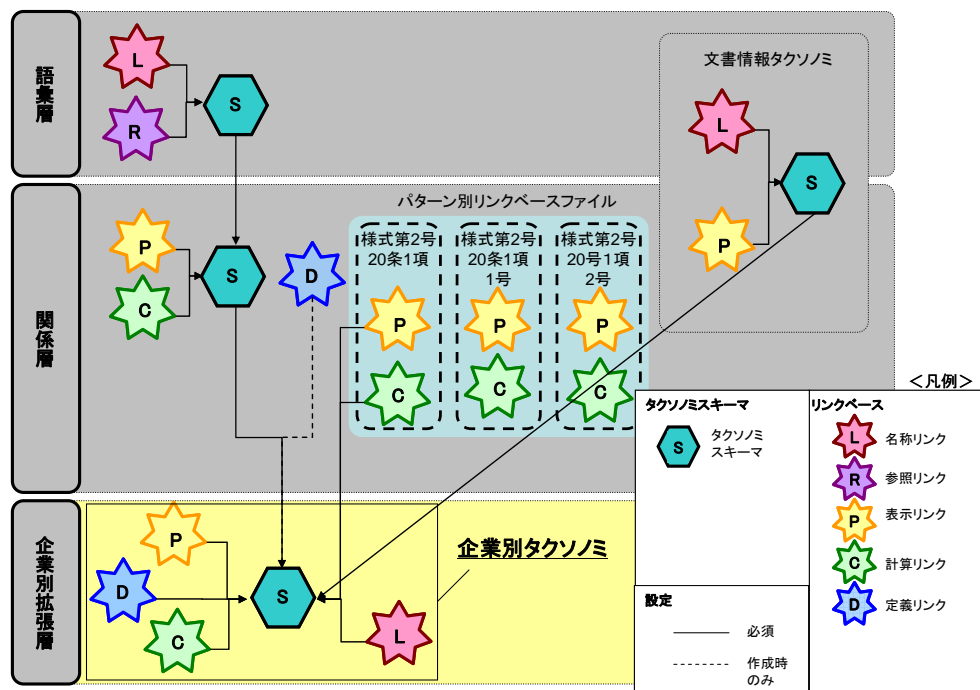 語彙層
L
R
S
文書情報タクソノミ
L
P
S
関係層
P
C
S
D
パターン別リンクベースファイル
様式第2号
20条1項
P
C
様式第2号
20条1項
1号
P
C
様式第2号
20号1項
2号
P
C
企業別拡張層
P
D
C
S
L
企業別タクソノミ
＜凡例＞
タクソノミスキーマ
S
タクソノミ
スキーマ
リンクベース
L 名称リンク
R 参照リンク
P 表示リンク
C 計算リンク
D 定義リンク
設定
必須
作成時
のみ